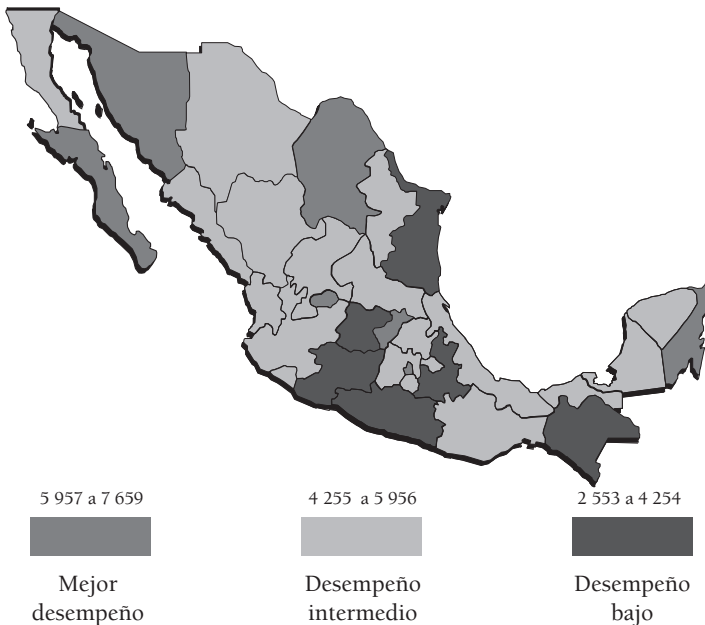 5 957 a 7 659
4 255 a 5 956
2 553 a 4 254
Mejor
desempeño
Desempeño
intermedio
Desempeño
bajo